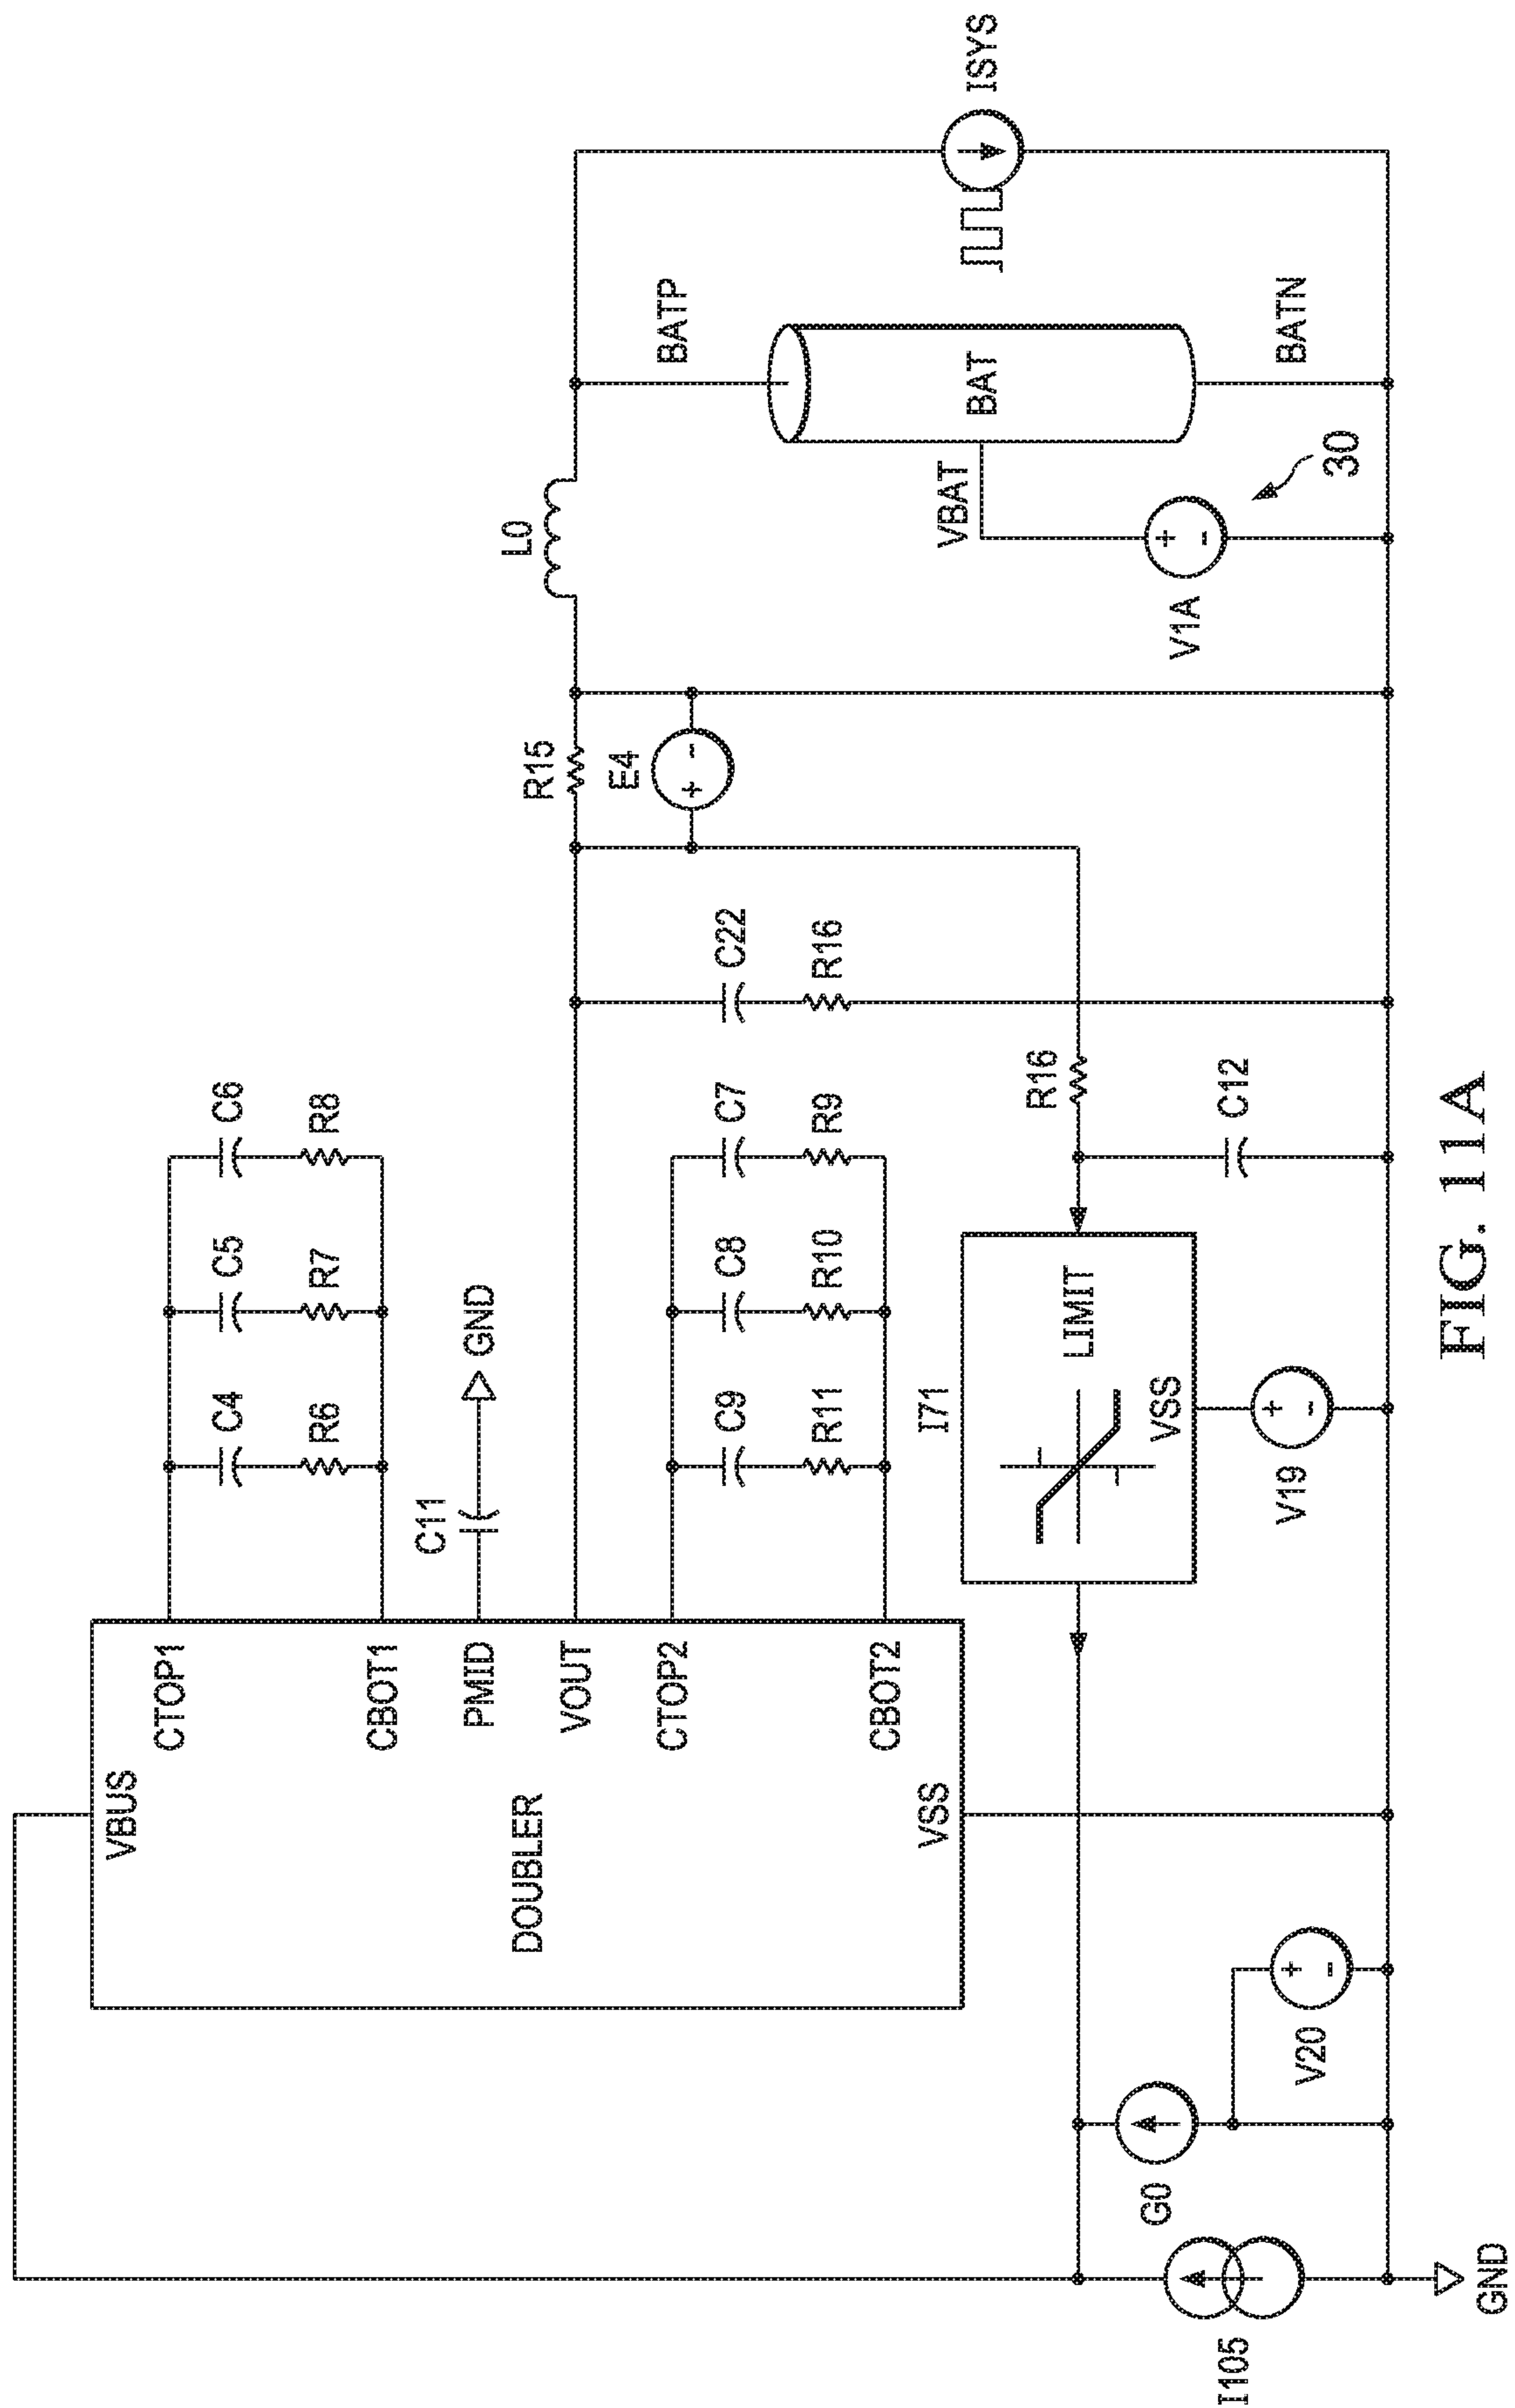 VBUS
DOUBLER
VSS
CTOP1
CBOT1
PMID
VOUT
CTOP2
CBOT2
C4
C5
C6
R6
R7
R8
C11
GND
C9
C8
C7
R11
R10
R9
C22
R16
R15
E4
L0
BATP
BAT
BATN
VBAT
V1A
30
ISYS
R16
C12
I71
LIMIT
VSS
V19
V20
G0
I105
GND
+ -
+ -
+ -
+ -
FIG. 11A